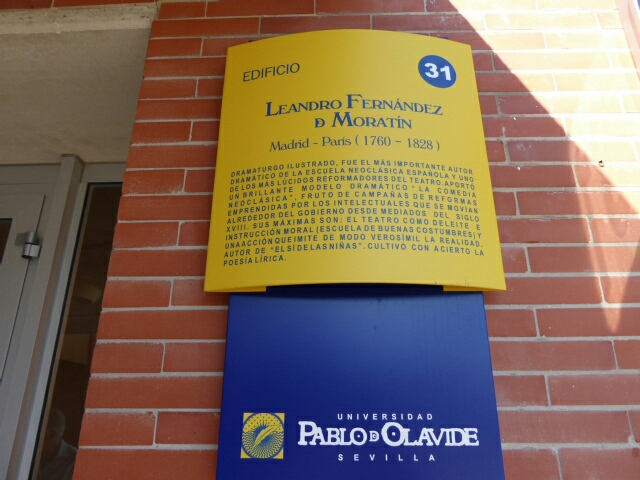 EDIFICIO
31
LEANDRO FERNÁNDEZ
D MORATÍN
Madrid - París (1760 - 1828)
DRAMATURGO ILUSTRADO, FUE EL MÁS IMPORTANTE AUTOR
DRAMÁTICO DE LA ESCUELA NEOCLÁSICA ESPAÑOLA Y UNO
DE LOS MÁS LÚCIDOS REFORMADORES DEL TEATRO. APORTO
UN BRILLANTE MODELO DRAMÁTICO "LA COMEDIA
NEOCLÁSICA", FRUTO DE CAMPAÑAS DE REFORMAS
EMPRENDIDAS POR LOS INTELECTUALES QUE SE MOVÍAN
ALREDEDOR DEL GOBIERNO DESDE MEDIADOS DEL SIGLO
XVIII. SUS MÁXIMAS SON: EL TEATRO COMO DELEITE E
INSTRUCCIÓN MORAL (ESCUELA DE BUENAS COSTUMBRES) Y
UNA ACCIÓN QUE IMITE DE MODO VEROSÍMIL LA REALIDAD.
AUTOR DE "EL SÍ DE LAS NIÑAS". CULTIVO CON ACIERTO LA
POESÍA LÍRICA.
UNIVERSIDAD
PABLO D OLAVIDE
SEVILLA